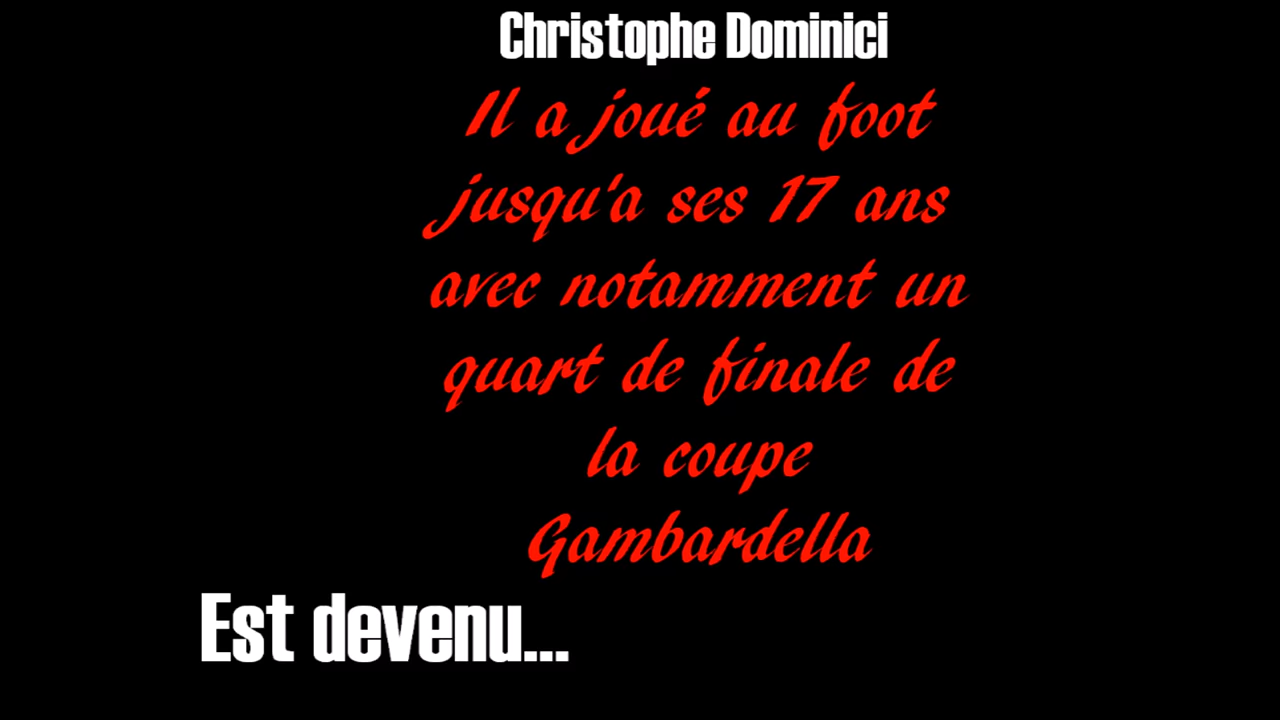 Christophe Dominici
Il a joué au foot
jusqu'a ses 17 ans
avec notamment un
quart de finale de
la coupe
Gambardella
Est devenu...